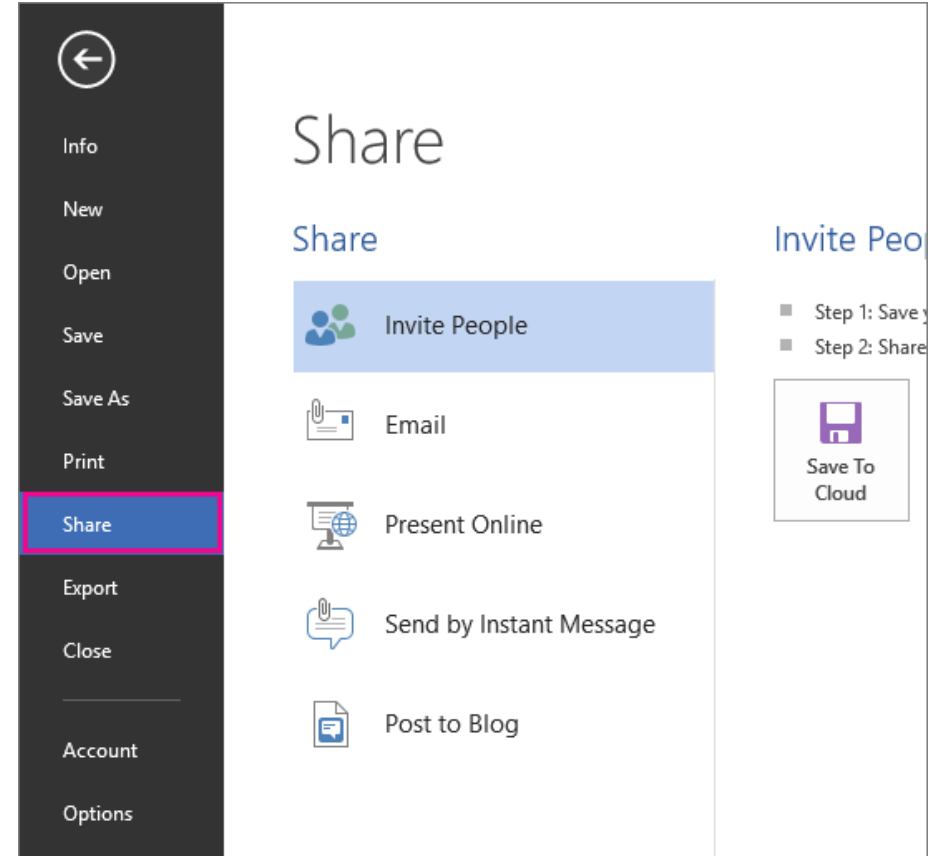 Info
New
Open
Save
Save As
Print
Share
Export
Close
Account
Options
Share
Share
Invite People
Email
Present Online
Send by Instant Message
Post to Blog
Invite
Step 1: Save
Step 2: Share
Save To
Cloud